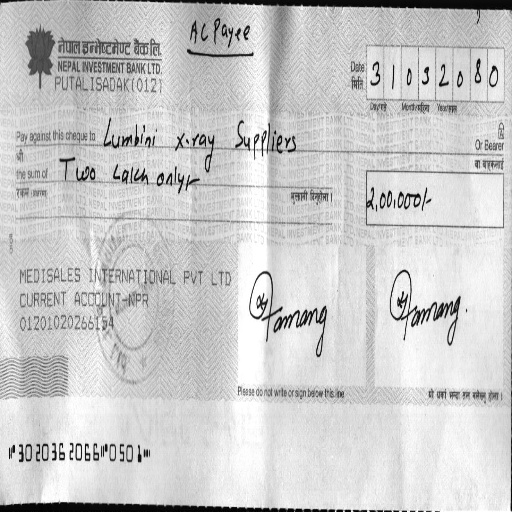 A C Payee
नेपाल इन्भेष्टमेण्ट बैंक लि.
NEPAL INVESTMENT BANK LTD.
PUTALISADAK(012)
Date
मिति
3 1 0 3 2 0 8 0
Day/गते Month/महिना Year/साल
Pay against this cheque to Lumbini x-ray Suppliers
Or Bearer
श्री
वा वाहकलाई
the sum of Two Lakh only/-
रकम (अक्षरमा)
भुक्तानी दिनुहोला ।
2,00,000/-
MEDISALES INTERNATIONAL PVT LTD
CURRENT ACCOUNT-NPR
01201020266154
Tamang
Tamang.
Please do not write or sign below this line
यो धर्का भन्दा तल नलेख्नु होला ।
⑈302036 2066⑈0501⑈